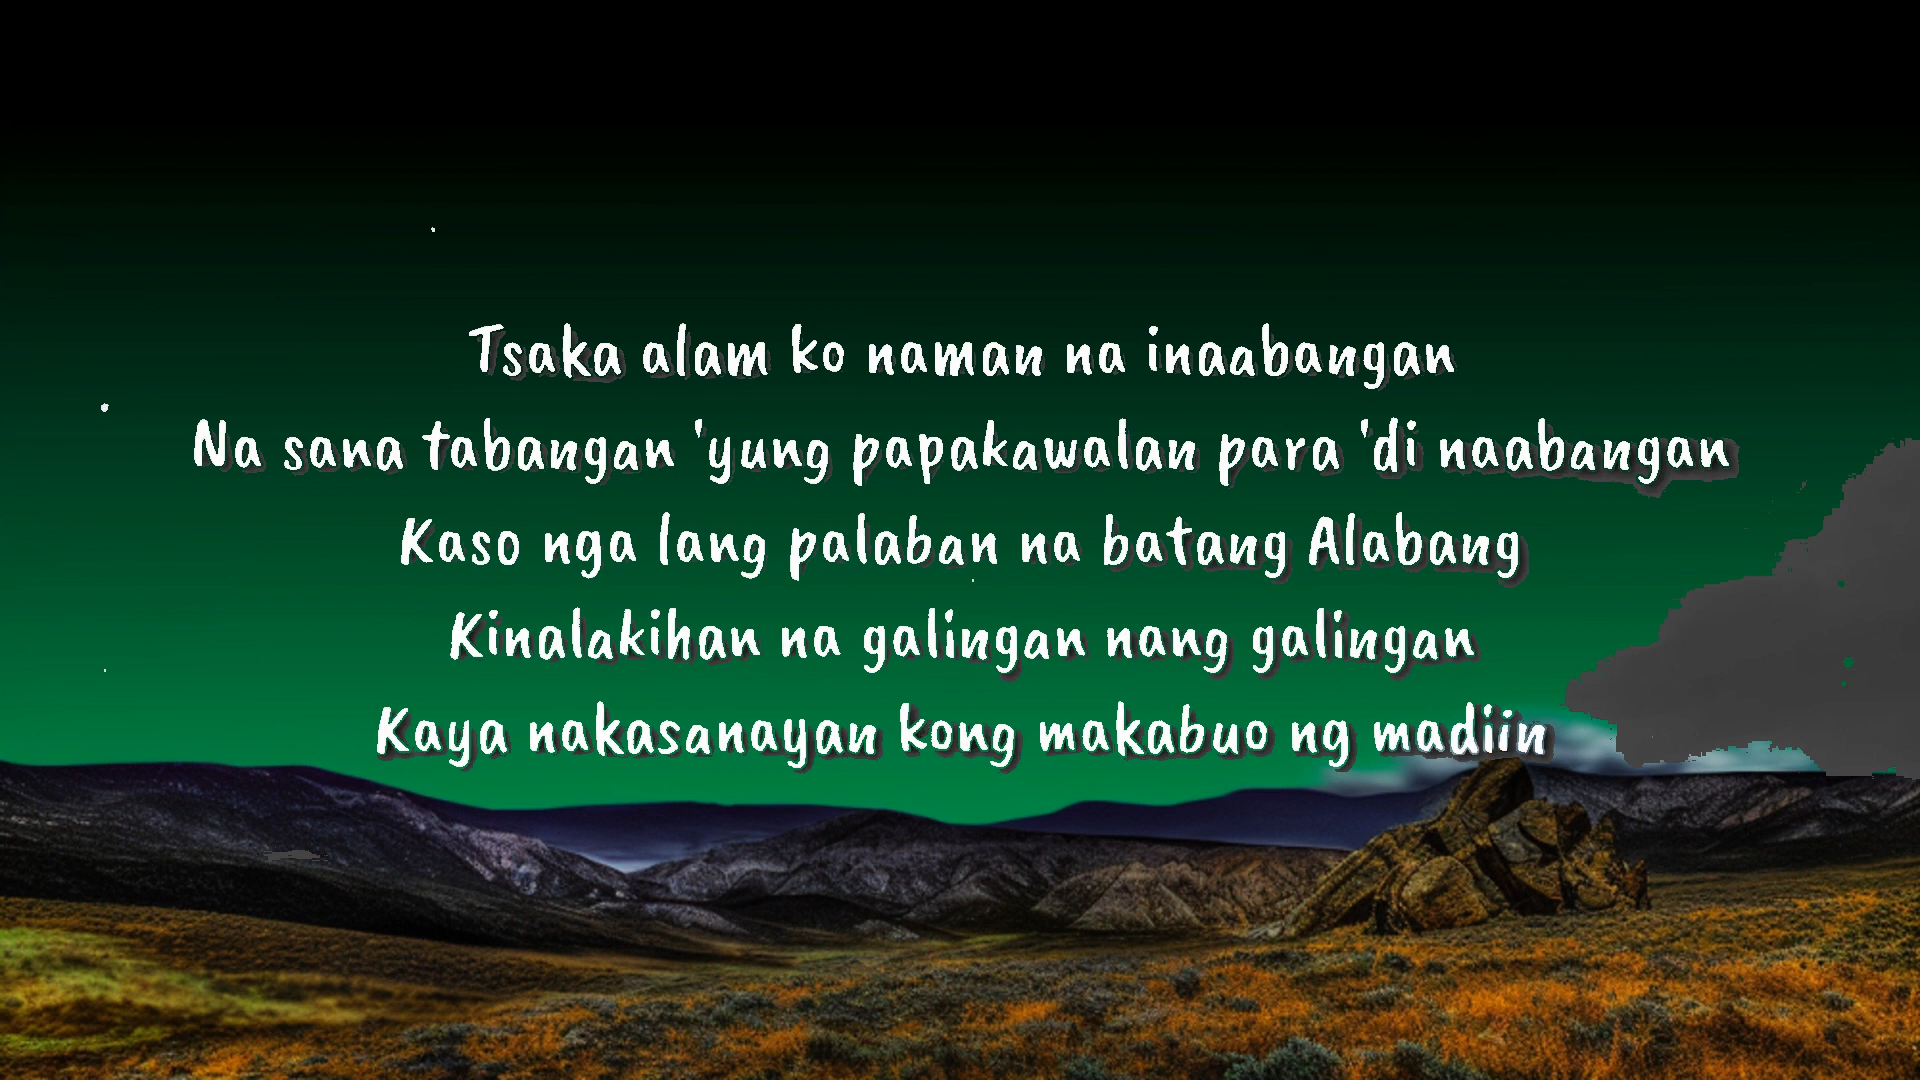 Tsaka alam ko naman na inaabangan
Na sana tabangan 'yung papakawalan para 'di naabangan
Kaso nga lang palaban na batang Alabang
Kinalakihan na galingan nang galingan
Kaya nakasanayan kong makabuo ng madiin